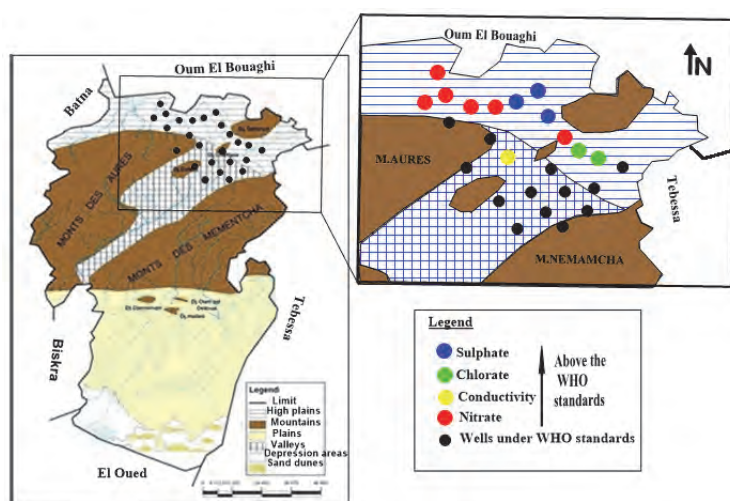 Oum El Bouaghi
Batna
MONTS DES AURES
MONTS DES MEMENTCHA
Tebessa
Biskra
El Oued
Legend:
Limit
High plains
Mountains
Plains
Valleys
Depression areas
Sand dunes
Oum El Bouaghi
N
M.AURES
Tebessa
M.NEMAMCHA
Legend
Sulphate
Chlorate
Conductivity
Nitrate
Wells under WHO standards
Above the
WHO
standards